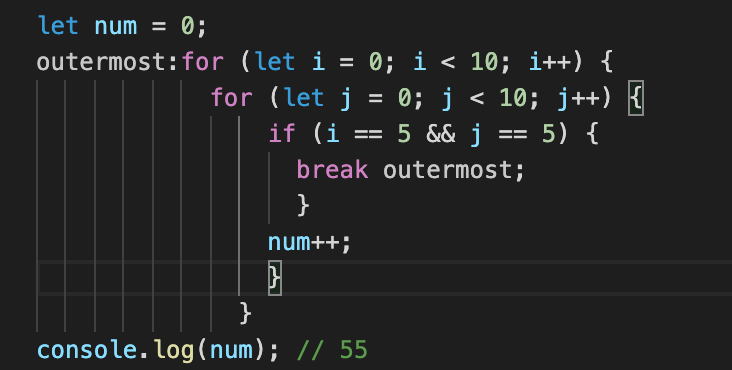 let num = 0;
outermost:for (let i = 0; i < 10; i++) {
for (let j = 0; j < 10; j++) {
if (i == 5 && j == 5) {
break outermost;
}
num++;
}
}
console.log(num); // 55